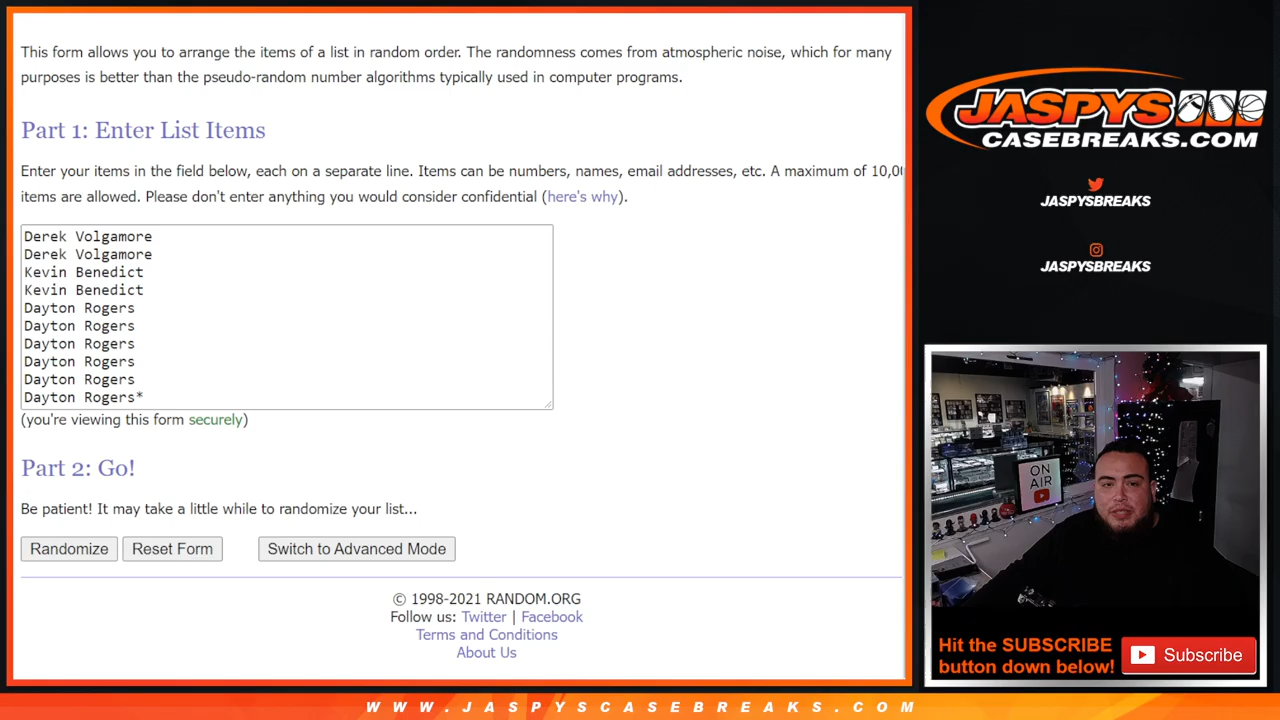 This form allows you to arrange the items of a list in random order. The randomness comes from atmospheric noise, which for many
purposes is better than the pseudo-random number algorithms typically used in computer programs.
Part 1: Enter List Items
Enter your items in the field below, each on a separate line. Items can be numbers, names, email addresses, etc. A maximum of 10,00
items are allowed. Please don't enter anything you would consider confidential (here's why).
Derek Volgamore
Derek Volgamore
Kevin Benedict
Kevin Benedict
Dayton Rogers
Dayton Rogers
Dayton Rogers
Dayton Rogers
Dayton Rogers
Dayton Rogers*
(you're viewing this form securely)
Part 2: Go!
Be patient! It may take a little while to randomize your list...
Randomize Reset Form Switch to Advanced Mode
© 1998-2021 RANDOM.ORG
Follow us: Twitter | Facebook
Terms and Conditions
About Us
JASPYS
CASEBREAKS.COM
JASPYSBREAKS
JASPYSBREAKS
ON
AIR
Hit the SUBSCRIBE
button down below!
Subscribe
WWW.JASPYSCASEBREAKS.COM